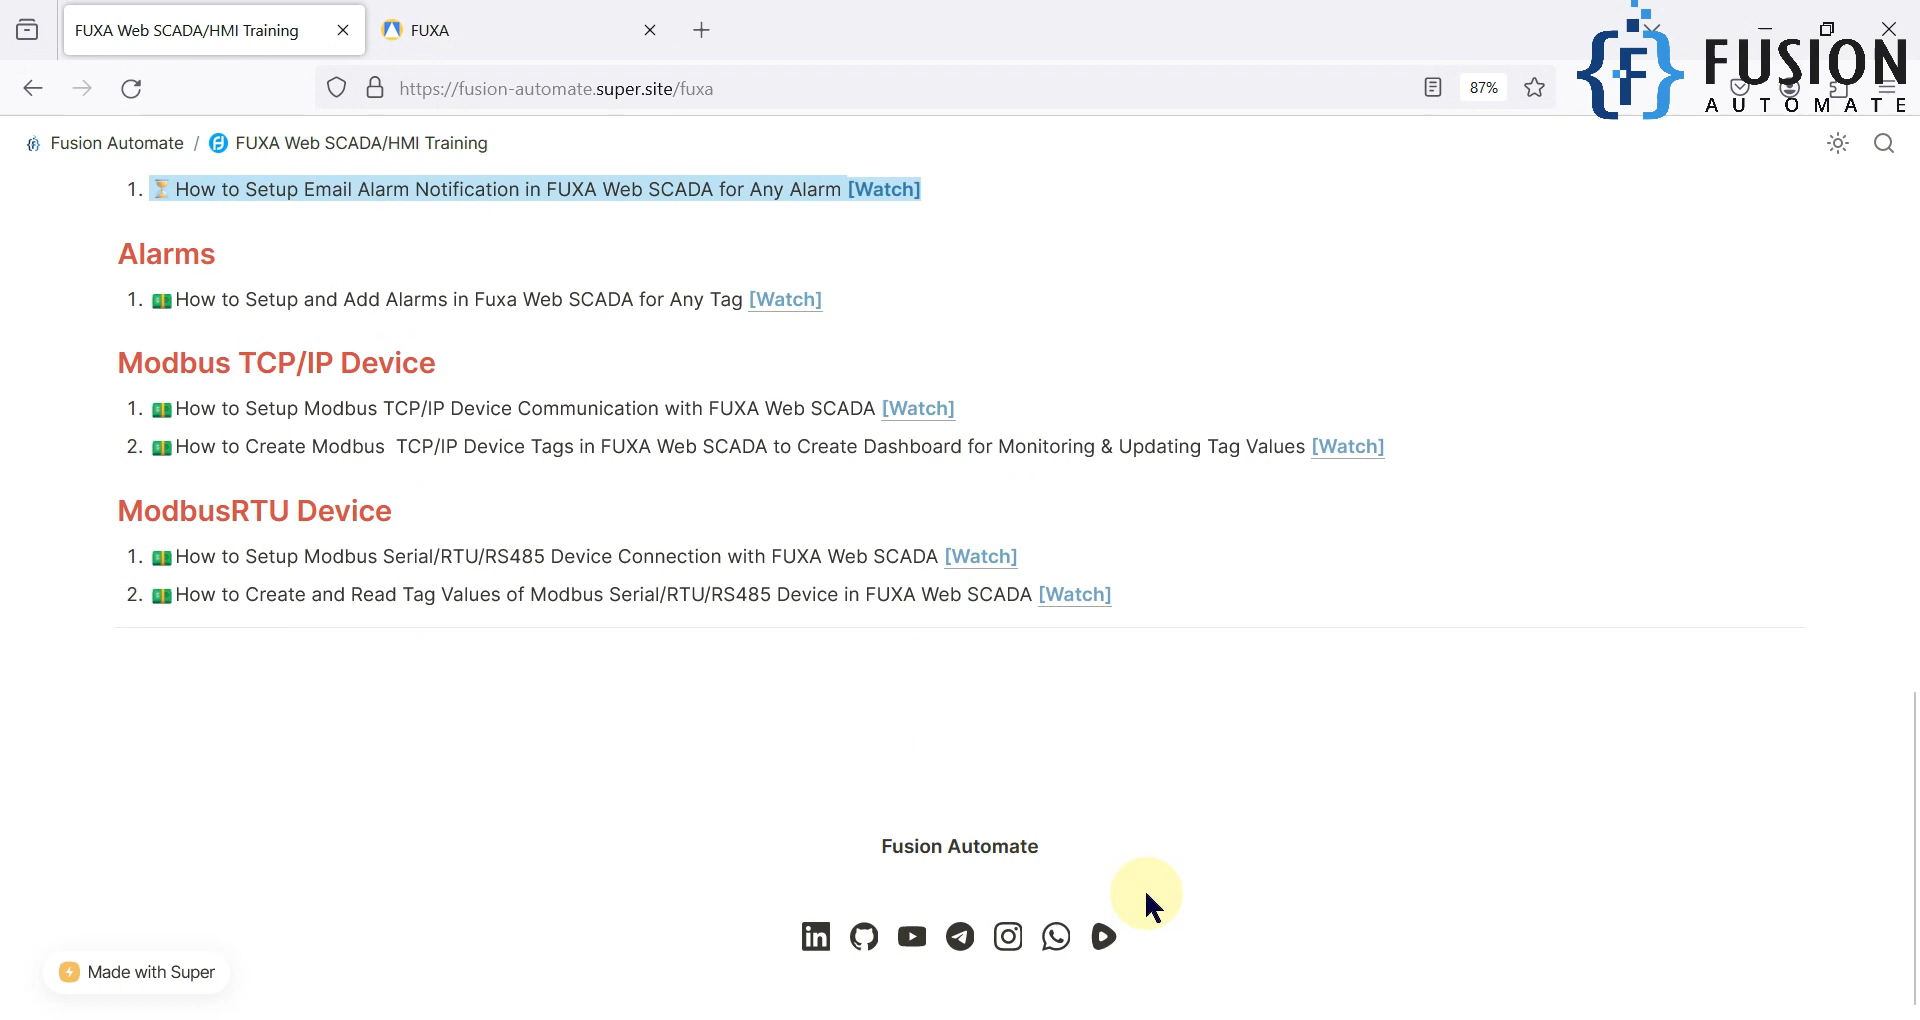 FUXA Web SCADA/HMI Training
FUXA
https://fusion-automate.super.site/fuxa
87%
FUSION
AUTOMATE
Fusion Automate / FUXA Web SCADA/HMI Training
1. ⏳How to Setup Email Alarm Notification in FUXA Web SCADA for Any Alarm [Watch]
Alarms
1. 💵How to Setup and Add Alarms in Fuxa Web SCADA for Any Tag [Watch]
Modbus TCP/IP Device
1. 💵How to Setup Modbus TCP/IP Device Communication with FUXA Web SCADA [Watch]
2. 💵How to Create Modbus TCP/IP Device Tags in FUXA Web SCADA to Create Dashboard for Monitoring & Updating Tag Values [Watch]
ModbusRTU Device
1. 💵How to Setup Modbus Serial/RTU/RS485 Device Connection with FUXA Web SCADA [Watch]
2. 💵How to Create and Read Tag Values of Modbus Serial/RTU/RS485 Device in FUXA Web SCADA [Watch]
Fusion Automate
Made with Super